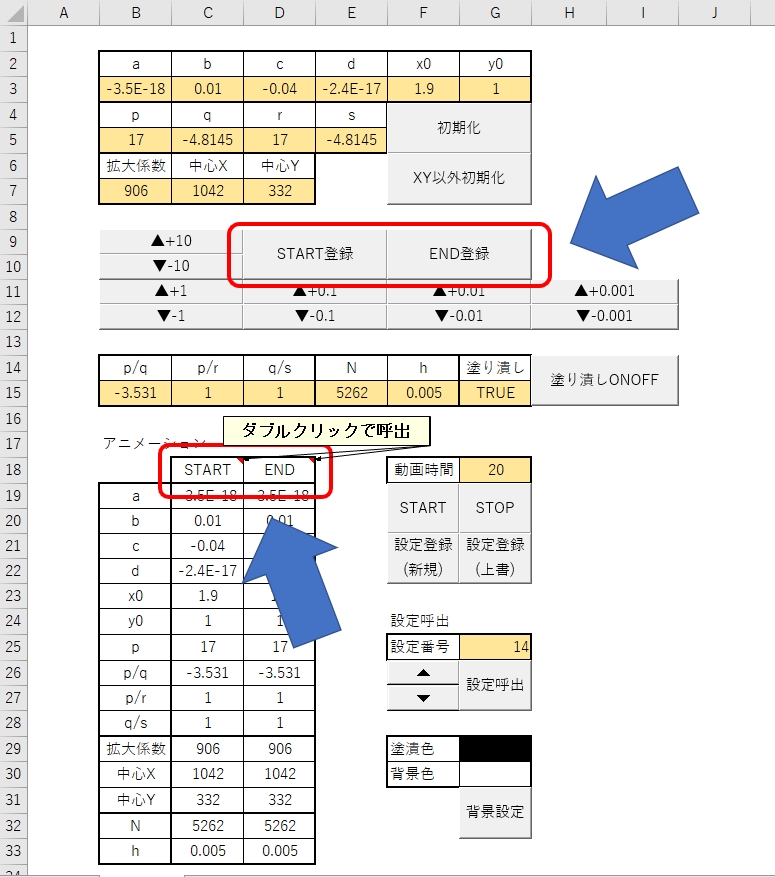 A B C D E F G H I J
1
2 a b c d x0 y0
3 -3.5E-18 0.01 -0.04 -2.4E-17 1.9 1
4 p q r s 初期化
5 17 -4.8145 17 -4.8145
6 拡大係数 中心X 中心Y XY以外初期化
7 906 1042 332
8
9 ▲+10 START登録 END登録
10 ▼-10
11 ▲+1 ▲+0.1 ▲+0.01 ▲+0.001
12 ▼-1 ▼-0.1 ▼-0.01 ▼-0.001
13
14 p/q p/r q/s N h 塗り潰し 塗り潰しONOFF
15 -3.531 1 1 5262 0.005 TRUE
16 ダブルクリックで呼出
17 アニメーション
18 START END 動画時間 20
19 a -3.5E-18 -3.5E-18 START STOP
20 b 0.01 0.01
21 c -0.04 設定登録 設定登録
22 d -2.4E-17 (新規) (上書)
23 x0 1.9
24 y0 1 1 設定呼出
25 p 17 17 設定番号 14
26 p/q -3.531 -3.531 ▲ 設定呼出
27 p/r 1 1 ▼
28 q/s 1 1
29 拡大係数 906 906 塗潰色
30 中心X 1042 1042 背景色
31 中心Y 332 332 背景設定
32 N 5262 5262
33 h 0.005 0.005